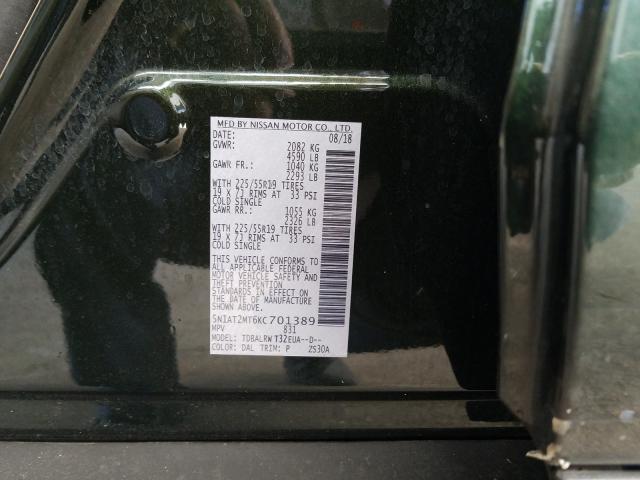 MFD BY NISSAN MOTOR CO., LTD.
DATE: 08/18
GVWR: 2082 KG
4590 LB
GAWR FR.: 1040 KG
2293 LB
WITH 225/55R19 TIRES
19 X 7J RIMS AT 33 PSI
COLD SINGLE
GAWR RR.: 1055 KG
2326 LB
WITH 225/55R19 TIRES
19 X 7J RIMS AT 33 PSI
COLD SINGLE
THIS VEHICLE CONFORMS TO
ALL APPLICABLE FEDERAL
MOTOR VEHICLE SAFETY AND
THEFT PREVENTION
STANDARDS IN EFFECT ON
THE DATE OF MANUFACTURE
SHOWN ABOVE.
5N1AT2MT6KC701389
MPV 831
MODEL: TDBALRWT32EUA--D--
COLOR: DAL TRIM: P 2S30A